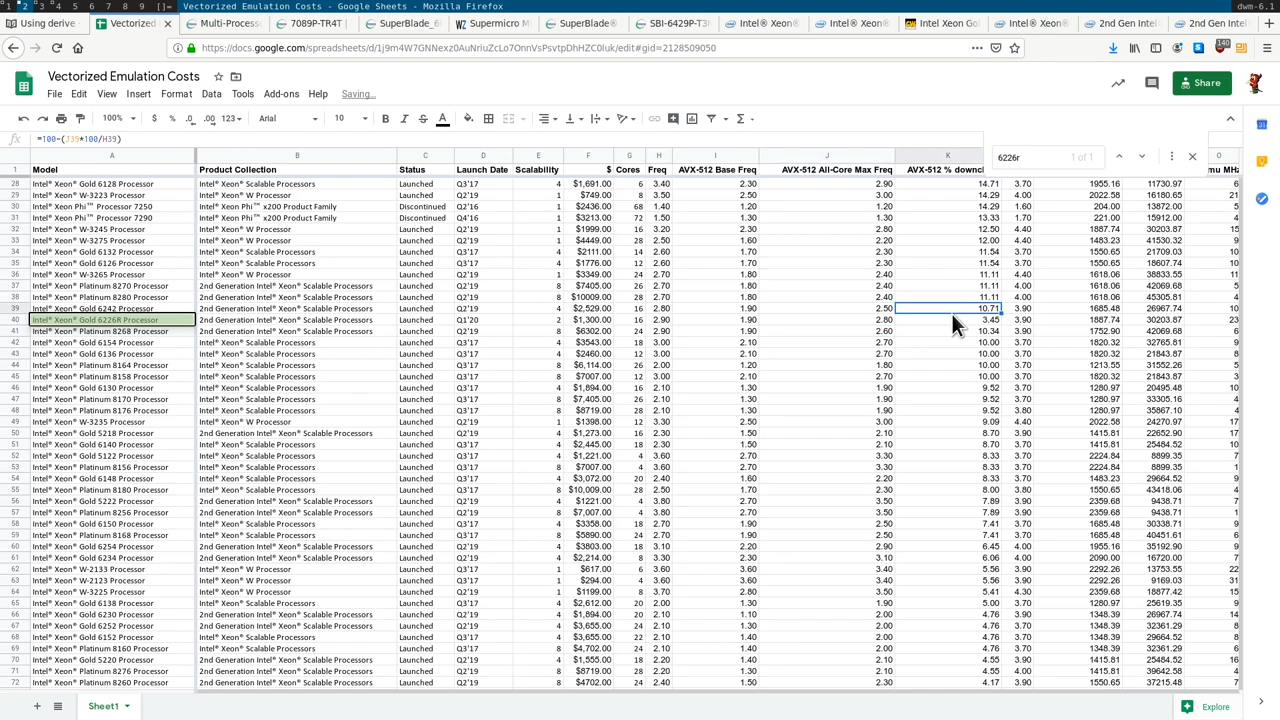 1 2 3 4 5 6 7 8 9 []= Vectorized Emulation Costs - Google Sheets - Mozilla Firefox dwm-6.1
Using deriv Vectorized Multi-Process 7089P-TR4T SuperBlade_6 Supermicro M SuperBlade® SBI-6429P-T3 Intel® Xeon® Intel® Xeon® Intel Xeon Gol Intel® Xeon® 2nd Gen Intel 2nd Gen Intel
https://docs.google.com/spreadsheets/d/1j9m4W7GNNexz0AuNriuZcLo7OsNVsPsvtpDhHZC0Iuk/edit#gid=2128509050 140
Vectorized Emulation Costs
File Edit View Insert Format Data Tools Add-ons Help Saving... Share
100% $ % .0 .00 123 Arial 10 B I S A
fx =100-(J39*100/H39)
6226r 1 of 1
A B C D E F G H I J K O
1 Model Product Collection Status Launch Date Scalability $ Cores Freq AVX-512 Base Freq AVX-512 All-Core Max Freq AVX-512 % downcl mu MHz
28 Intel® Xeon® Gold 6128 Processor Intel® Xeon® Scalable Processors Launched Q3'17 4 $1,691.00 6 3.40 2.30 2.90 14.71 3.70 1955.16 11730.97 6
29 Intel® Xeon® W-3223 Processor Intel® Xeon® W Processor Launched Q2'19 1 $749.00 8 3.50 2.00 3.00 14.29 4.00 2022.58 16180.65 21
30 Intel® Xeon Phi™ Processor 7250 Intel® Xeon Phi™ x200 Product Family Discontinued Q2'16 1 $2436.00 68 1.40 1.20 1.20 14.29 1.60 204.00 13872.00 5
31 Intel® Xeon Phi™ Processor 7290 Intel® Xeon Phi™ x200 Product Family Discontinued Q4'16 1 $3213.00 72 1.50 1.30 1.30 13.33 1.70 221.00 15912.00 4
32 Intel® Xeon® W-3245 Processor Intel® Xeon® W Processor Launched Q2'19 1 $1999.00 16 3.20 2.30 2.80 12.50 4.40 1887.74 30203.87 15
33 Intel® Xeon® W-3275 Processor Intel® Xeon® W Processor Launched Q2'19 1 $4449.00 28 2.50 1.60 2.20 12.00 4.40 1483.23 41530.32 9
34 Intel® Xeon® Gold 6132 Processor Intel® Xeon® Scalable Processors Launched Q3'17 4 $2111.00 14 2.60 1.70 2.30 11.54 3.70 1550.65 21709.03 10
35 Intel® Xeon® Gold 6126 Processor Intel® Xeon® Scalable Processors Launched Q3'17 4 $1776.00 12 2.60 1.70 2.30 11.54 3.70 1550.65 18607.74 10
36 Intel® Xeon® W-3265 Processor Intel® Xeon® W Processor Launched Q2'19 1 $3349.00 24 2.70 1.80 2.40 11.11 4.40 1618.06 38833.55 11
37 Intel® Xeon® Platinum 8270 Processor 2nd Generation Intel® Xeon® Scalable Processors Launched Q2'19 8 $7405.00 26 2.70 1.80 2.40 11.11 4.00 1618.06 42069.68 5
38 Intel® Xeon® Platinum 8280 Processor 2nd Generation Intel® Xeon® Scalable Processors Launched Q2'19 8 $10009.00 28 2.70 1.80 2.40 11.11 4.00 1618.06 45305.81 4
39 Intel® Xeon® Gold 6242 Processor 2nd Generation Intel® Xeon® Scalable Processors Launched Q2'19 4 $2,529.00 16 2.80 1.90 2.50 10.71 3.90 1685.48 26967.74 10
40 Intel® Xeon® Gold 6226R Processor 2nd Generation Intel® Xeon® Scalable Processors Launched Q1'20 2 $1,300.00 16 2.90 1.90 2.80 3.45 3.90 1887.74 30203.87 23
41 Intel® Xeon® Platinum 8268 Processor 2nd Generation Intel® Xeon® Scalable Processors Launched Q2'19 8 $6302.00 24 2.90 1.90 2.60 10.34 3.90 1752.90 42069.68 6
42 Intel® Xeon® Gold 6154 Processor Intel® Xeon® Scalable Processors Launched Q3'17 4 $3543.00 18 3.00 2.10 2.70 10.00 3.70 1820.32 32765.81 9
43 Intel® Xeon® Gold 6136 Processor Intel® Xeon® Scalable Processors Launched Q3'17 4 $2460.00 12 3.00 2.10 2.70 10.00 3.70 1820.32 21843.87 8
44 Intel® Xeon® Platinum 8164 Processor Intel® Xeon® Scalable Processors Launched Q3'17 8 $6,114.00 26 2.00 1.20 1.80 10.00 3.70 1213.55 31552.26 5
45 Intel® Xeon® Platinum 8158 Processor Intel® Xeon® Scalable Processors Launched Q3'17 8 $7007.00 12 3.00 2.10 2.70 10.00 3.70 1820.32 21843.87 3
46 Intel® Xeon® Gold 6130 Processor Intel® Xeon® Scalable Processors Launched Q3'17 4 $1,894.00 16 2.10 1.30 1.90 9.52 3.70 1280.97 20495.48 10
47 Intel® Xeon® Platinum 8170 Processor Intel® Xeon® Scalable Processors Launched Q3'17 8 $7,405.00 26 2.10 1.30 1.90 9.52 3.70 1280.97 33305.16 4
48 Intel® Xeon® Platinum 8176 Processor Intel® Xeon® Scalable Processors Launched Q3'17 8 $8719.00 28 2.10 1.30 1.90 9.52 3.80 1280.97 35867.10 4
49 Intel® Xeon® W-3235 Processor Intel® Xeon® W Processor Launched Q2'19 1 $1398.00 12 3.30 2.50 3.00 9.09 4.40 2022.58 24270.97 17
50 Intel® Xeon® Gold 5218 Processor 2nd Generation Intel® Xeon® Scalable Processors Launched Q2'19 4 $1,273.00 16 2.30 1.50 2.10 8.70 3.90 1415.81 22652.90 17
51 Intel® Xeon® Gold 6140 Processor Intel® Xeon® Scalable Processors Launched Q3'17 4 $2,445.00 18 2.30 1.50 2.10 8.70 3.70 1415.81 25484.52 10
52 Intel® Xeon® Gold 5122 Processor Intel® Xeon® Scalable Processors Launched Q3'17 4 $1,221.00 4 3.60 2.70 3.30 8.33 3.70 2224.84 8899.35 7
53 Intel® Xeon® Platinum 8156 Processor Intel® Xeon® Scalable Processors Launched Q3'17 8 $7007.00 4 3.60 2.70 3.30 8.33 3.70 2224.84 8899.35 1
54 Intel® Xeon® Gold 6148 Processor Intel® Xeon® Scalable Processors Launched Q3'17 4 $3,072.00 20 2.40 1.60 2.20 8.33 3.70 1483.23 29664.52 9
55 Intel® Xeon® Platinum 8180 Processor Intel® Xeon® Scalable Processors Launched Q3'17 8 $10,009.00 28 2.50 1.70 2.30 8.00 3.80 1550.65 43418.06 4
56 Intel® Xeon® Gold 5222 Processor 2nd Generation Intel® Xeon® Scalable Processors Launched Q2'19 4 $1221.00 4 3.80 2.70 3.50 7.89 3.90 2359.68 9438.71 7
57 Intel® Xeon® Platinum 8256 Processor 2nd Generation Intel® Xeon® Scalable Processors Launched Q2'19 8 $7,007.00 4 3.80 2.70 3.50 7.89 3.90 2359.68 9438.71 1
58 Intel® Xeon® Gold 6150 Processor Intel® Xeon® Scalable Processors Launched Q3'17 4 $3358.00 18 2.70 1.90 2.50 7.41 3.70 1685.48 30338.71 9
59 Intel® Xeon® Platinum 8168 Processor Intel® Xeon® Scalable Processors Launched Q3'17 8 $5890.00 24 2.70 1.90 2.50 7.41 3.70 1685.48 40451.61 6
60 Intel® Xeon® Gold 6254 Processor 2nd Generation Intel® Xeon® Scalable Processors Launched Q2'19 4 $3803.00 18 3.10 2.20 2.90 6.45 4.00 1955.16 35192.90 9
61 Intel® Xeon® Gold 6234 Processor 2nd Generation Intel® Xeon® Scalable Processors Launched Q2'19 4 $2,214.00 8 3.30 2.30 3.10 6.06 4.00 2090.00 16720.00 7
62 Intel® Xeon® W-2133 Processor Intel® Xeon® W Processor Launched Q3'17 1 $617.00 6 3.60 3.60 3.40 5.56 3.90 2292.26 13753.55 22
63 Intel® Xeon® W-2123 Processor Intel® Xeon® W Processor Launched Q3'17 1 $294.00 4 3.60 3.60 3.40 5.56 3.90 2292.26 9169.03 31
64 Intel® Xeon® W-3225 Processor Intel® Xeon® W Processor Launched Q2'19 1 $1199.00 8 3.70 2.80 3.50 5.41 4.30 2359.68 18877.42 15
65 Intel® Xeon® Gold 6138 Processor Intel® Xeon® Scalable Processors Launched Q3'17 4 $2,612.00 20 2.00 1.30 1.90 5.00 3.70 1280.97 25619.35 9
66 Intel® Xeon® Gold 6230 Processor 2nd Generation Intel® Xeon® Scalable Processors Launched Q2'19 4 $1,894.00 20 2.10 1.10 2.00 4.76 3.90 1348.39 26967.74 14
67 Intel® Xeon® Gold 6252 Processor 2nd Generation Intel® Xeon® Scalable Processors Launched Q2'19 4 $3,655.00 24 2.10 1.30 2.00 4.76 3.70 1348.39 32361.29 8
68 Intel® Xeon® Gold 6152 Processor Intel® Xeon® Scalable Processors Launched Q3'17 4 $3,655.00 22 2.10 1.40 2.00 4.76 3.70 1348.39 29664.52 8
69 Intel® Xeon® Platinum 8160 Processor Intel® Xeon® Scalable Processors Launched Q3'17 8 $4,702.00 24 2.10 1.40 2.00 4.76 3.70 1348.39 32361.29 6
70 Intel® Xeon® Gold 5220 Processor 2nd Generation Intel® Xeon® Scalable Processors Launched Q2'19 4 $1,555.00 18 2.20 1.40 2.10 4.55 3.90 1415.81 25484.52 16
71 Intel® Xeon® Platinum 8276 Processor 2nd Generation Intel® Xeon® Scalable Processors Launched Q2'19 8 $8719.00 28 2.20 1.30 2.10 4.55 4.00 1415.81 39642.58 4
72 Intel® Xeon® Platinum 8260 Processor 2nd Generation Intel® Xeon® Scalable Processors Launched Q2'19 8 $4702.00 24 2.40 1.50 2.30 4.17 3.90 1550.65 37215.48 7
Sheet1 Explore